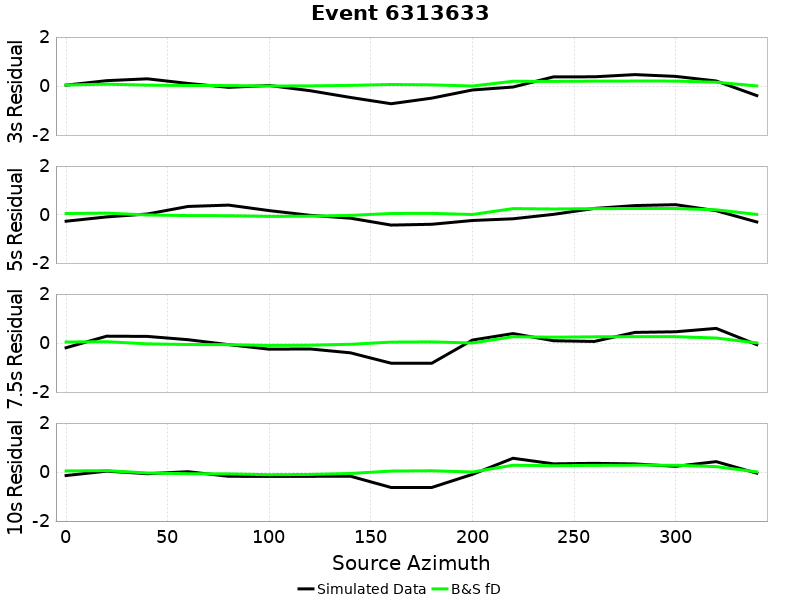 Event 6313633
3s Residual
2
0
-2
5s Residual
2
0
-2
7.5s Residual
2
0
-2
10s Residual
2
0
-2
0 50 100 150 200 250 300
Source Azimuth
Simulated Data B&S fD